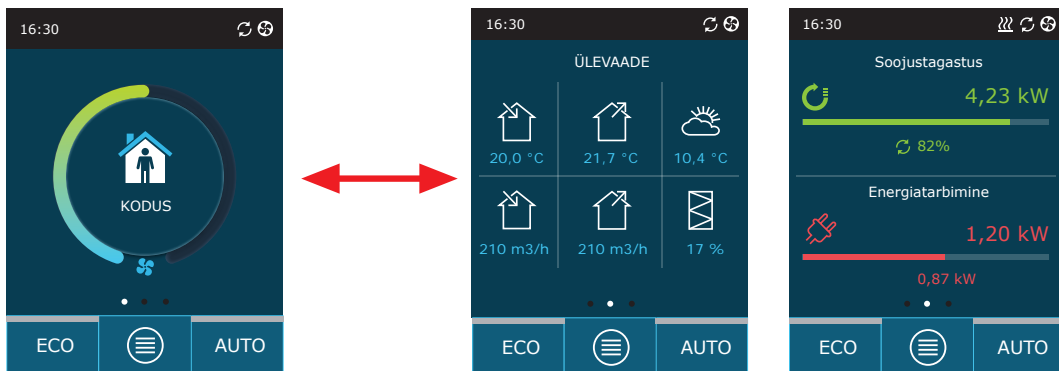 16:30
KODUS
ECO
AUTO
16:30
ÜLEVAADE
20,0 °C
21,7 °C
10,4 °C
210 m3/h
210 m3/h
17 %
ECO
AUTO
16:30
Soojustagastus
4,23 kW
82%
Energiatarbimine
1,20 kW
0,87 kW
ECO
AUTO